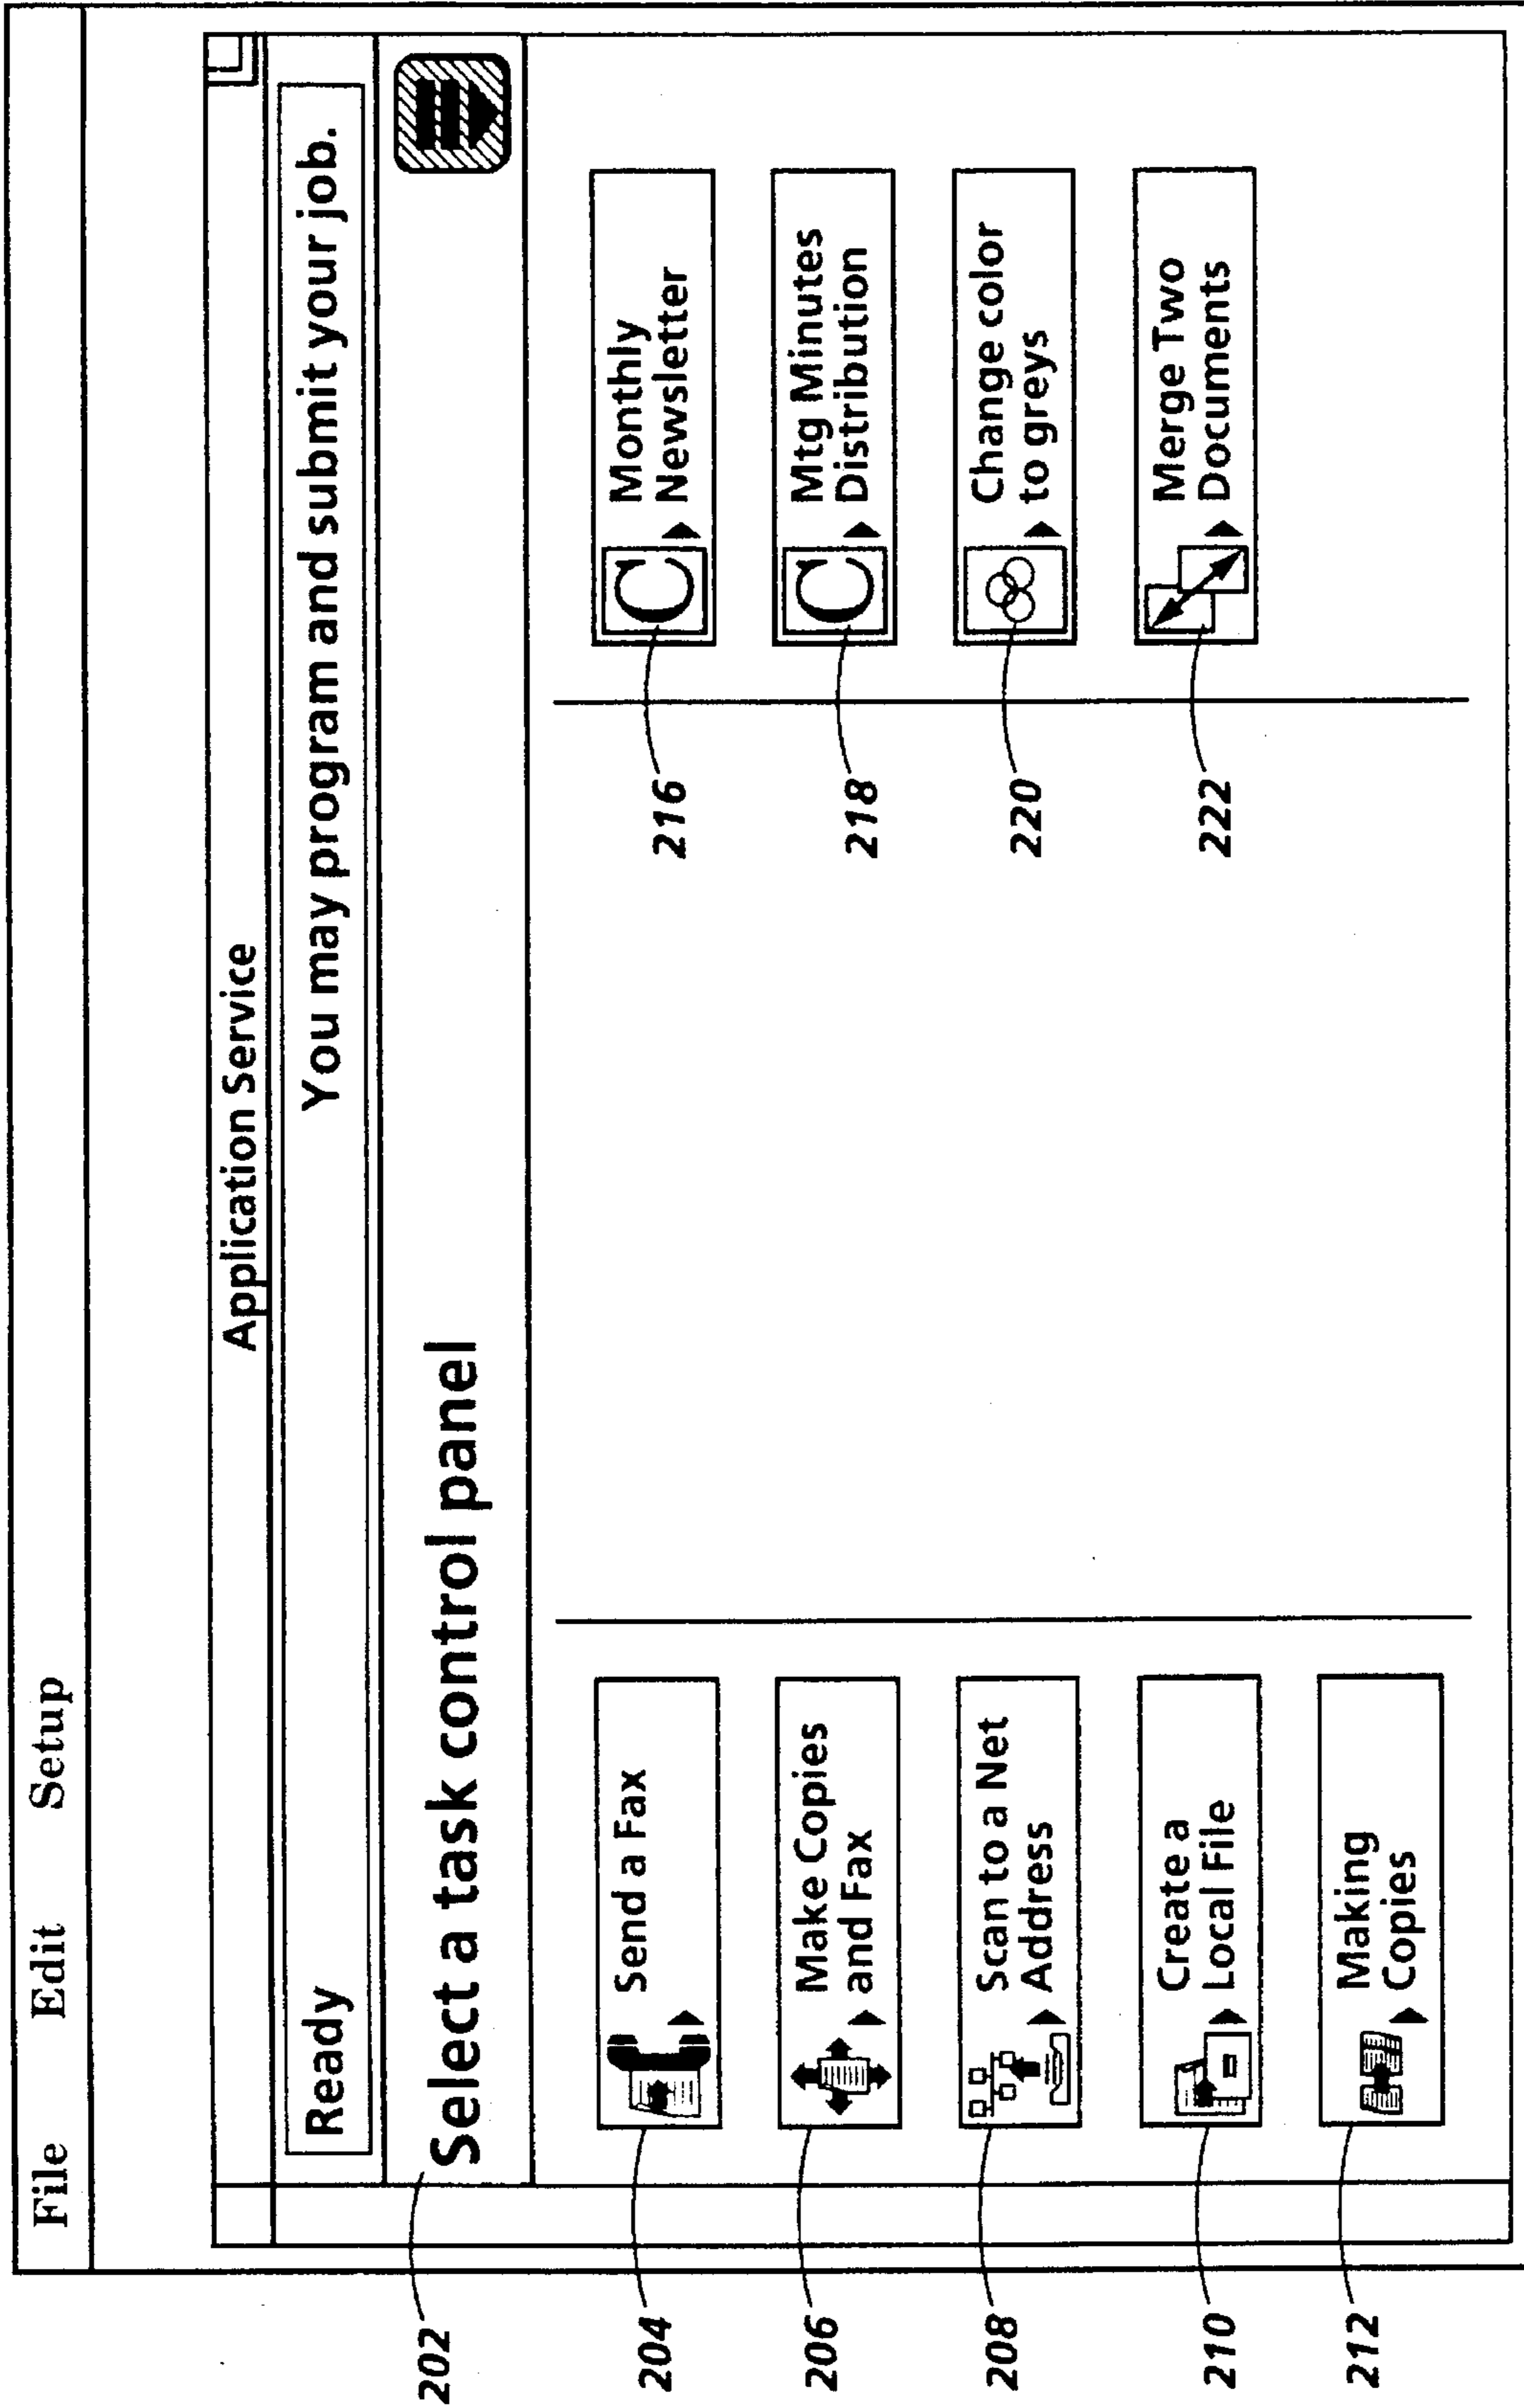 File Edit Setup
Application Service
Ready You may program and submit your job.
202
Select a task control panel
204
Send a Fax
206
Make Copies
and Fax
208
Scan to a Net
Address
210
Create a
Local File
212
Making
Copies
216
C
Monthly
Newsletter
218
C
Mtg Minutes
Distribution
220
Change color
to greys
222
Merge Two
Documents